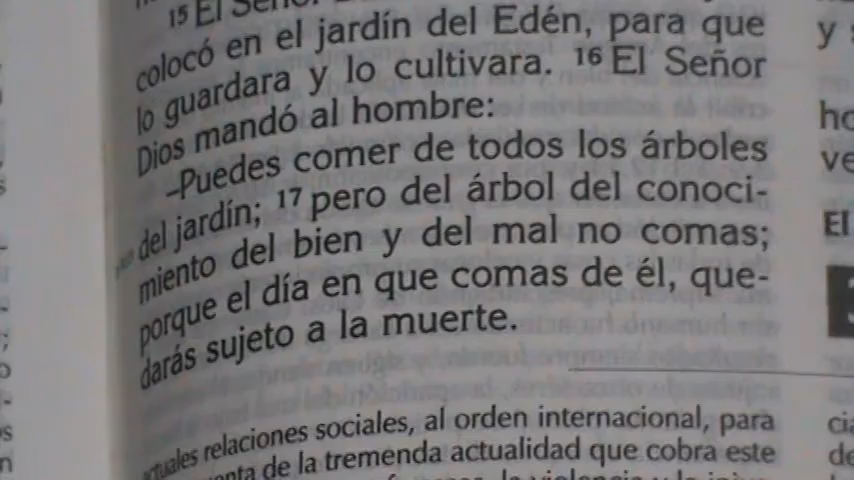 15 El Señor
colocó en el jardín del Edén, para que
lo guardara y lo cultivara. 16 El Señor
Dios mandó al hombre:
–Puedes comer de todos los árboles
del jardín; 17 pero del árbol del conoci-
miento del bien y del mal no comas;
porque el día en que comas de él, que-
darás sujeto a la muerte.
actuales relaciones sociales, al orden internacional, para
de la tremenda actualidad que cobra este
y
El